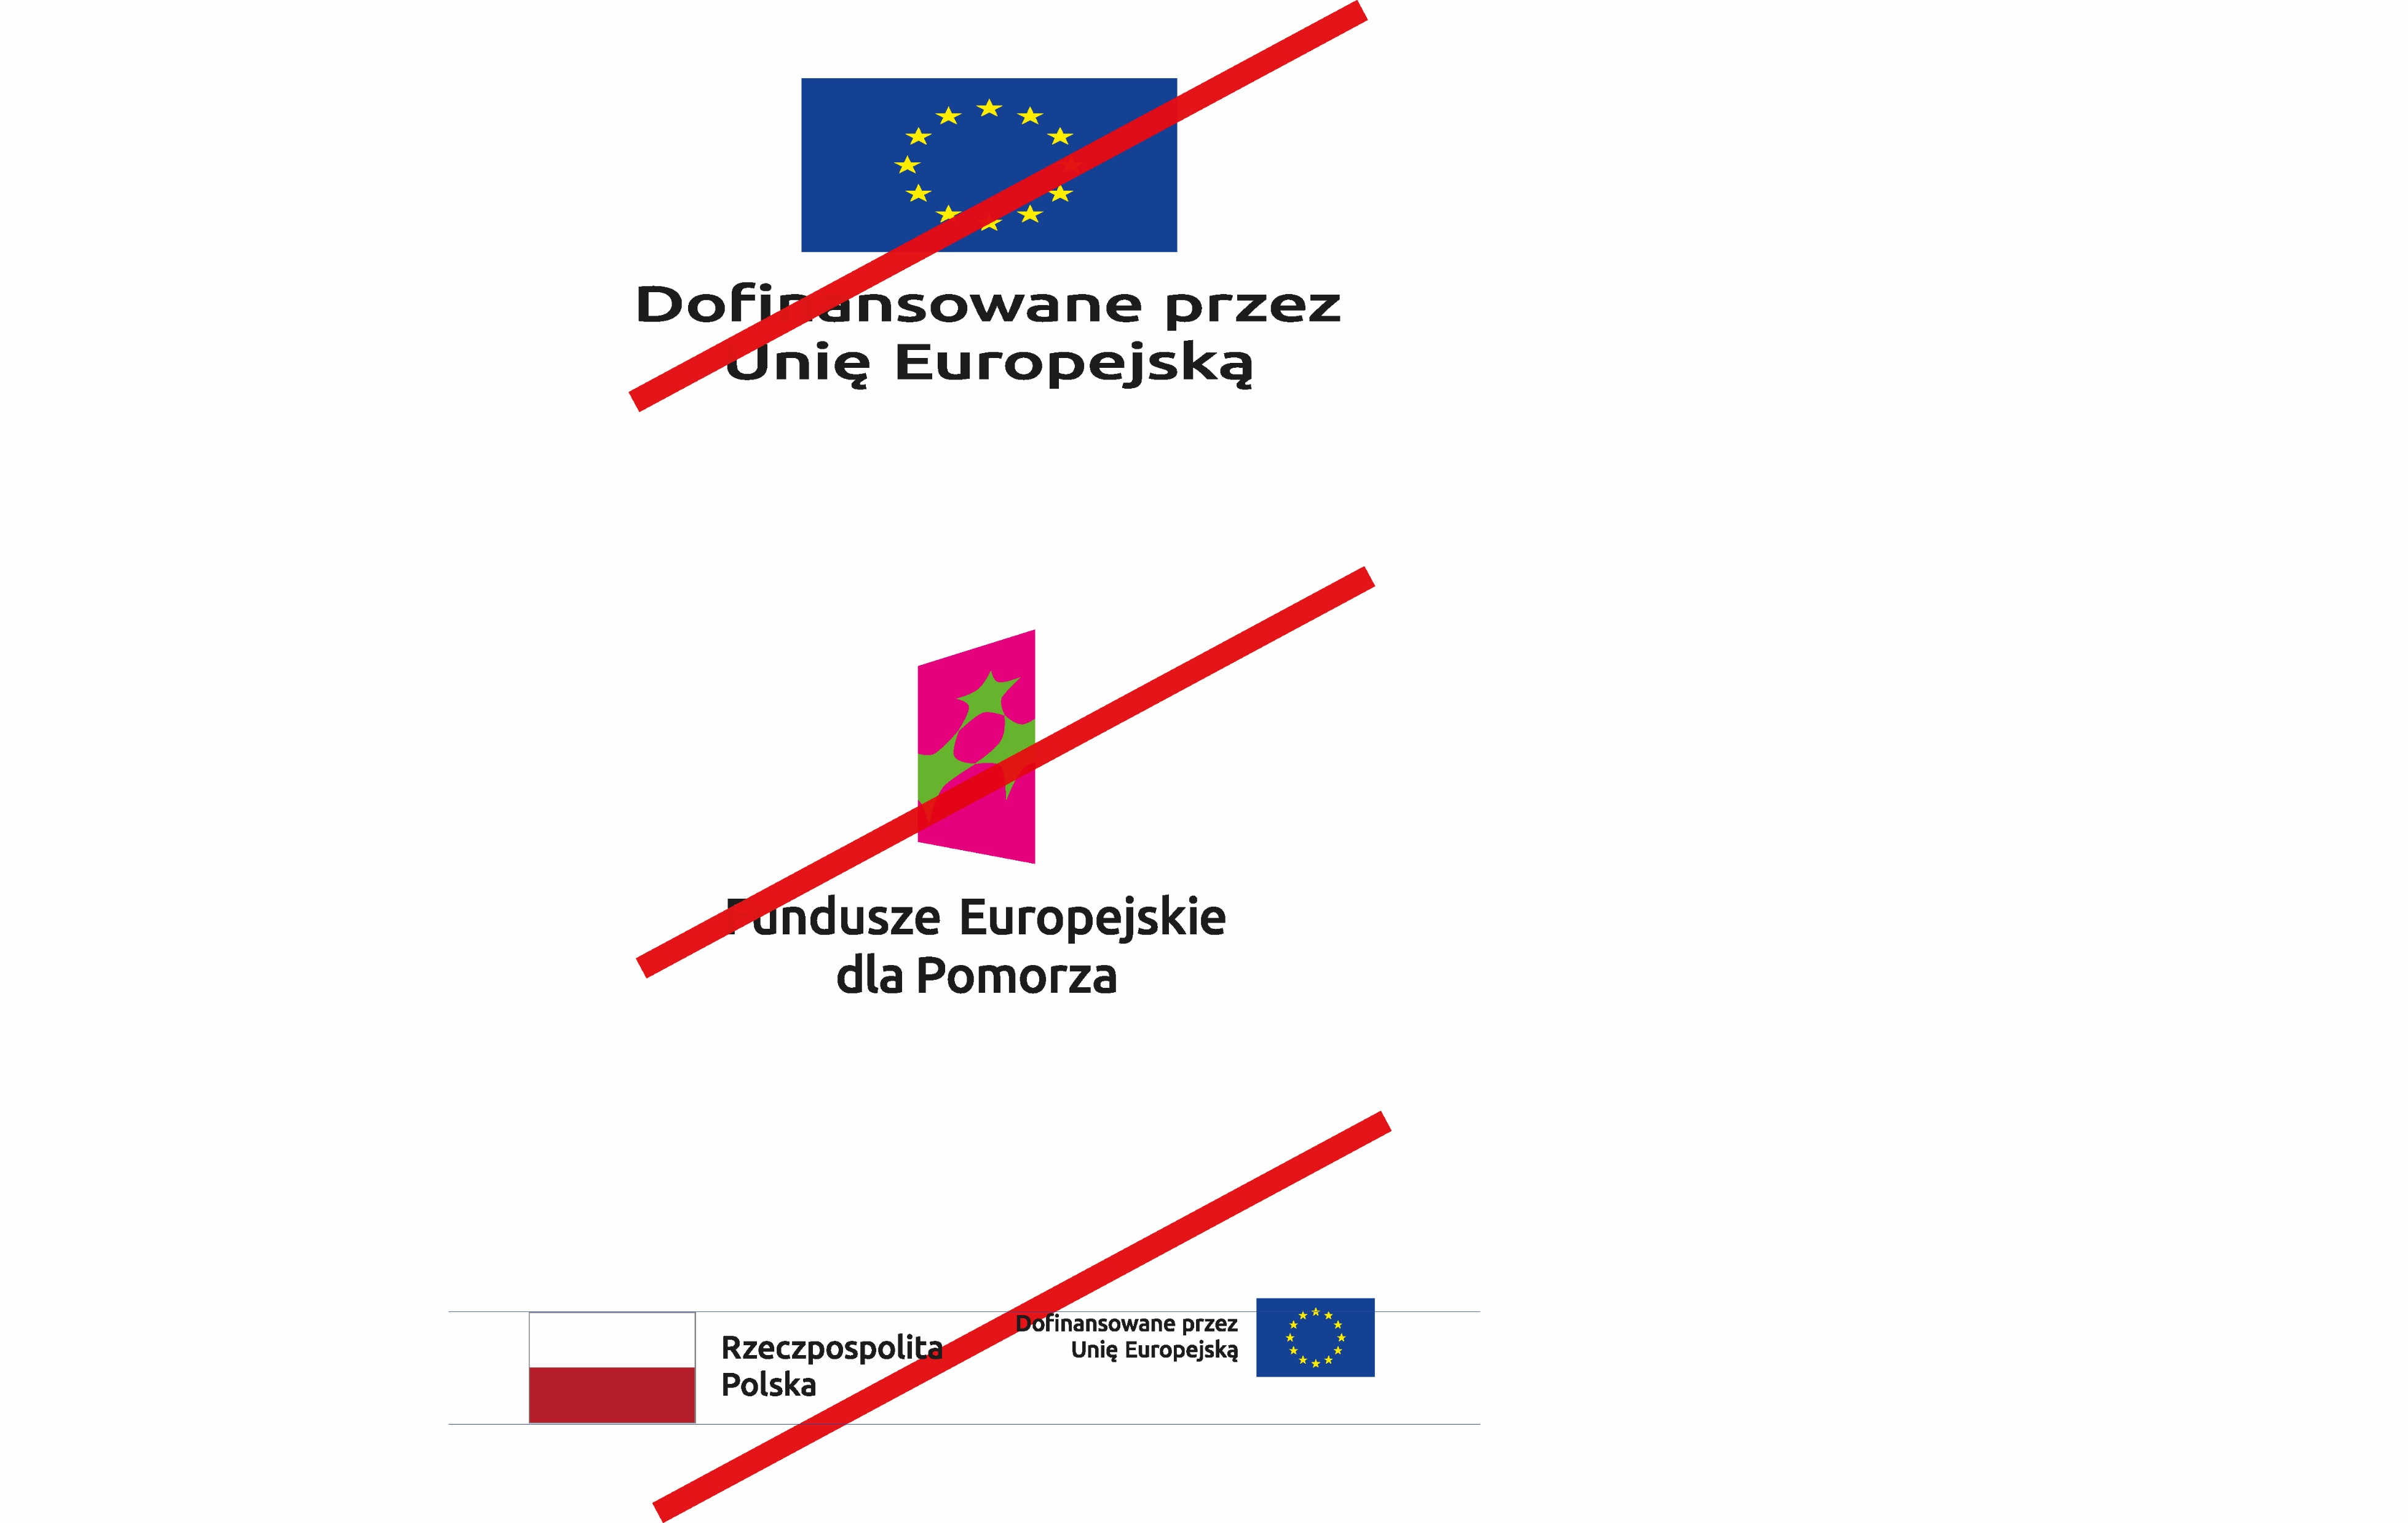 Dofinansowane przez
Unię Europejską
Fundusze Europejskie
dla Pomorza
Rzeczpospolita
Polska
Dofinansowane przez
Unię Europejską